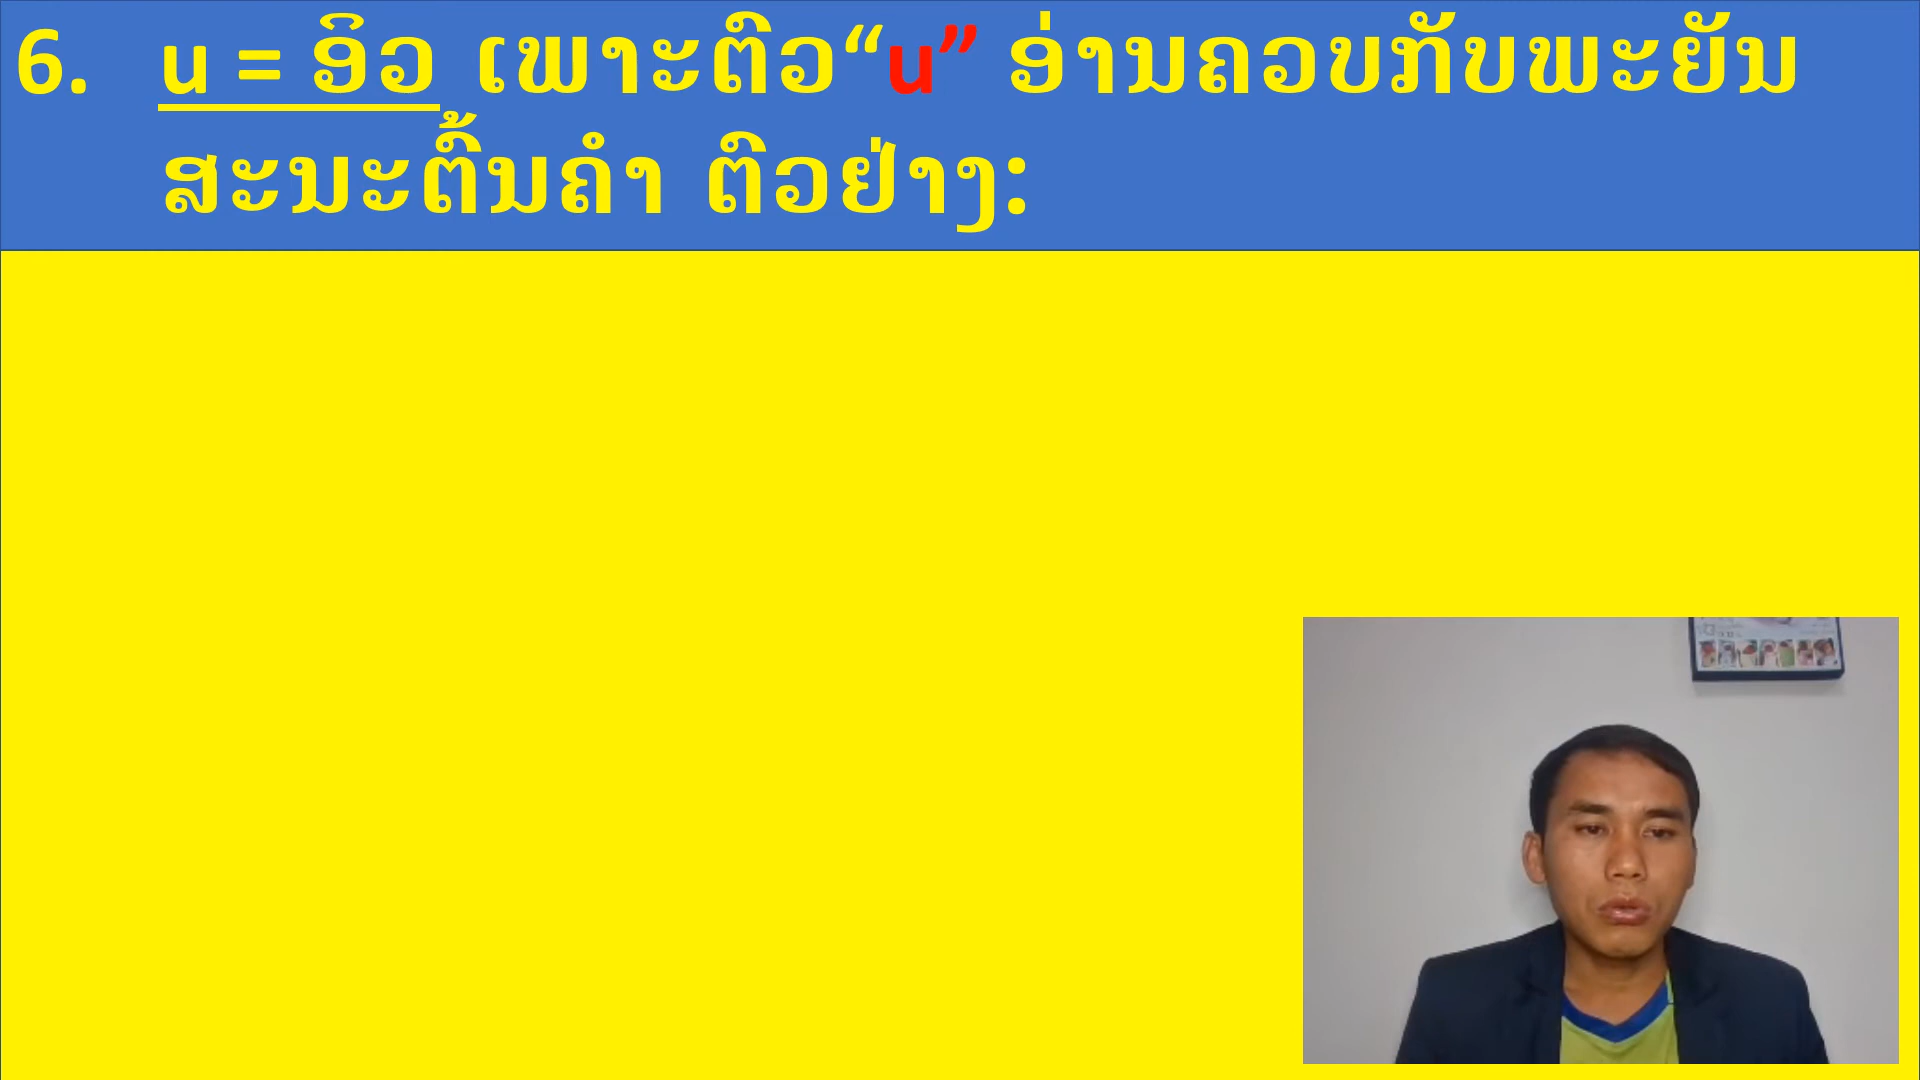 6. u = ອິວ ເພາະຕົວ“u” ອ່ານຄວບກັບພະຍັນ
ສະນະຕົ້ນຄຳ ຕົວຢ່າງ: